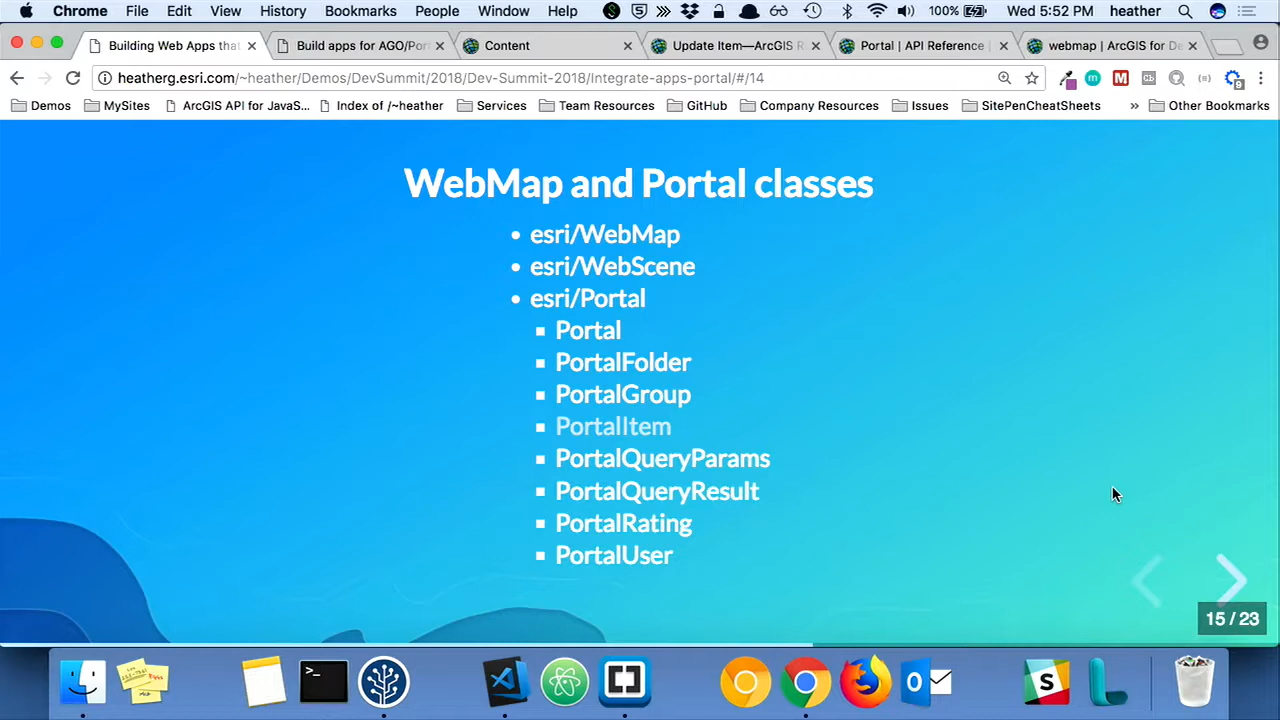 Chrome File Edit View History Bookmarks People Window Help 100% Wed 5:52 PM heather
Building Web Apps tha Build apps for AGO/Por Content Update Item—ArcGIS R Portal | API Reference webmap | ArcGIS for De
heatherg.esri.com/~heather/Demos/DevSummit/2018/Dev-Summit-2018/Integrate-apps-portal/#/14
Demos MySites ArcGIS API for JavaS... Index of /~heather Services Team Resources GitHub Company Resources Issues SitePenCheatSheets » Other Bookmarks
WebMap and Portal classes
• esri/WebMap
• esri/WebScene
• esri/Portal
▪ Portal
▪ PortalFolder
▪ PortalGroup
▪ PortalItem
▪ PortalQueryParams
▪ PortalQueryResult
▪ PortalRating
▪ PortalUser
15 / 23